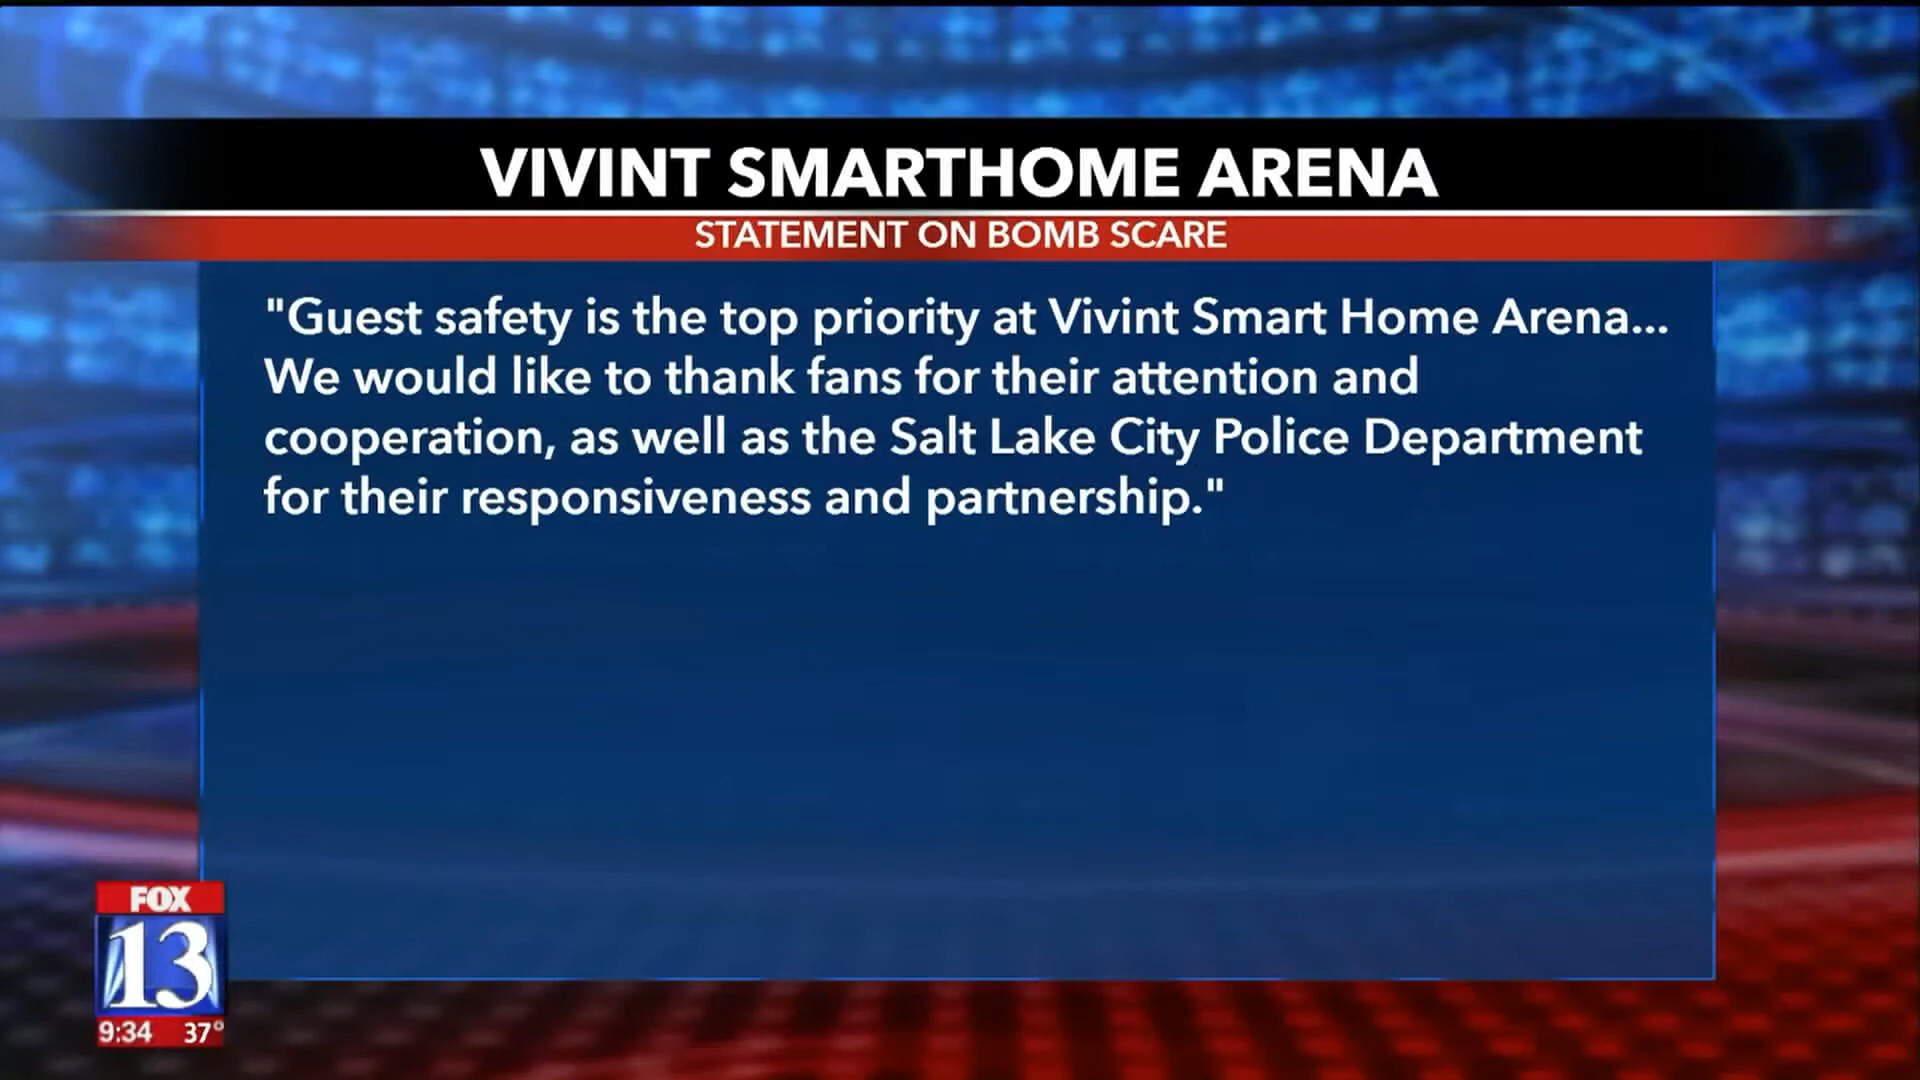 VIVINT SMARTHOME ARENA
STATEMENT ON BOMB SCARE
"Guest safety is the top priority at Vivint Smart Home Arena...
We would like to thank fans for their attention and
cooperation, as well as the Salt Lake City Police Department
for their responsiveness and partnership."
FOX
13
9:34 37°